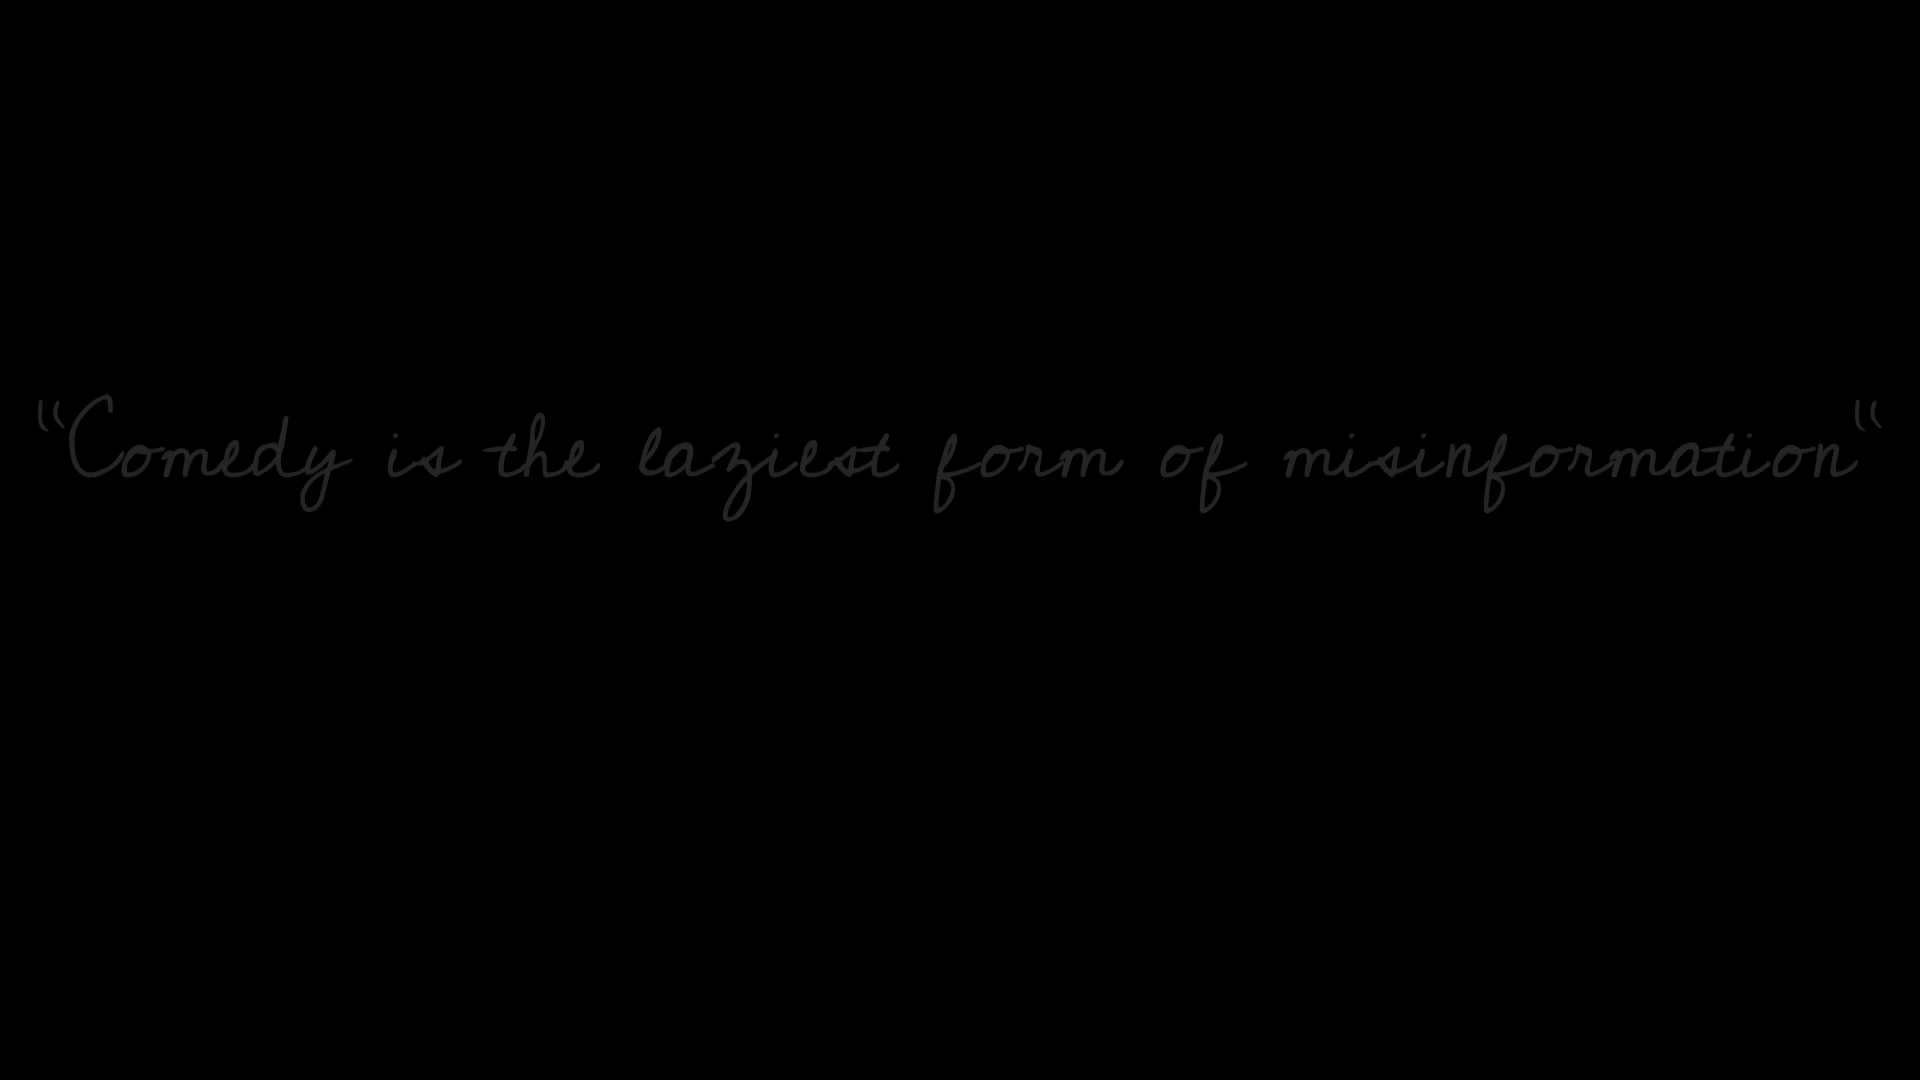 “Comedy is the laziest form of misinformation“